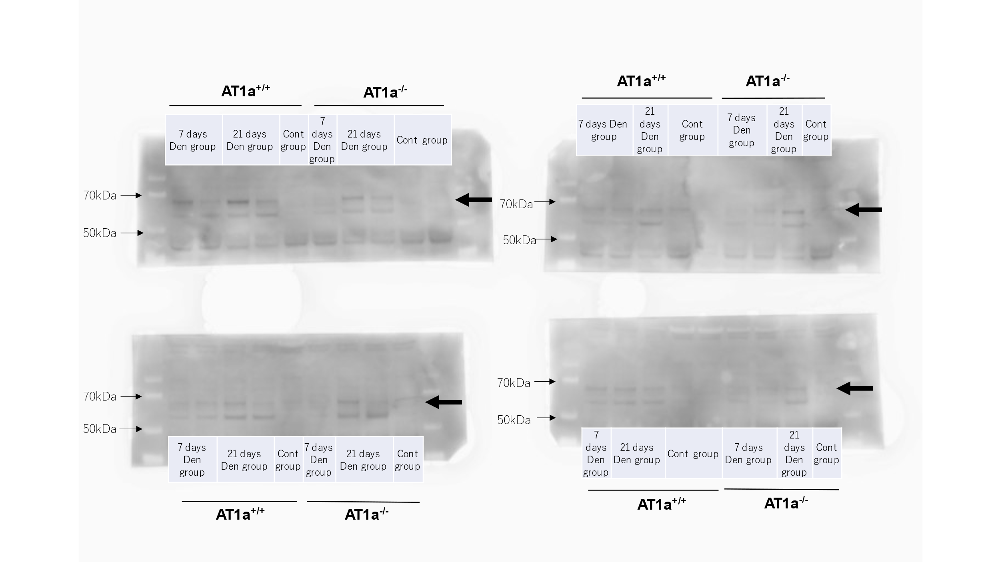 AT1a+/+
AT1a-/-
7 days
Den group
21 days
Den group
Cont
group
7
days
Den
group
21 days
Den group
Cont group
70kDa
50kDa
AT1a+/+
AT1a-/-
7 days Den
group
21
days
Den
group
Cont
group
7 days
Den
group
21
days
Den
group
Cont
group
70kDa
50kDa
70kDa
50kDa
7 days
Den
group
21 days
Den group
Cont
group
7 days
Den
group
21 days
Den group
Cont
group
AT1a+/+
AT1a-/-
70kDa
50kDa
7
days
Den
group
21 days
Den group
Cont group
7 days
Den group
21
days
Den
group
Cont
group
AT1a+/+
AT1a-/-